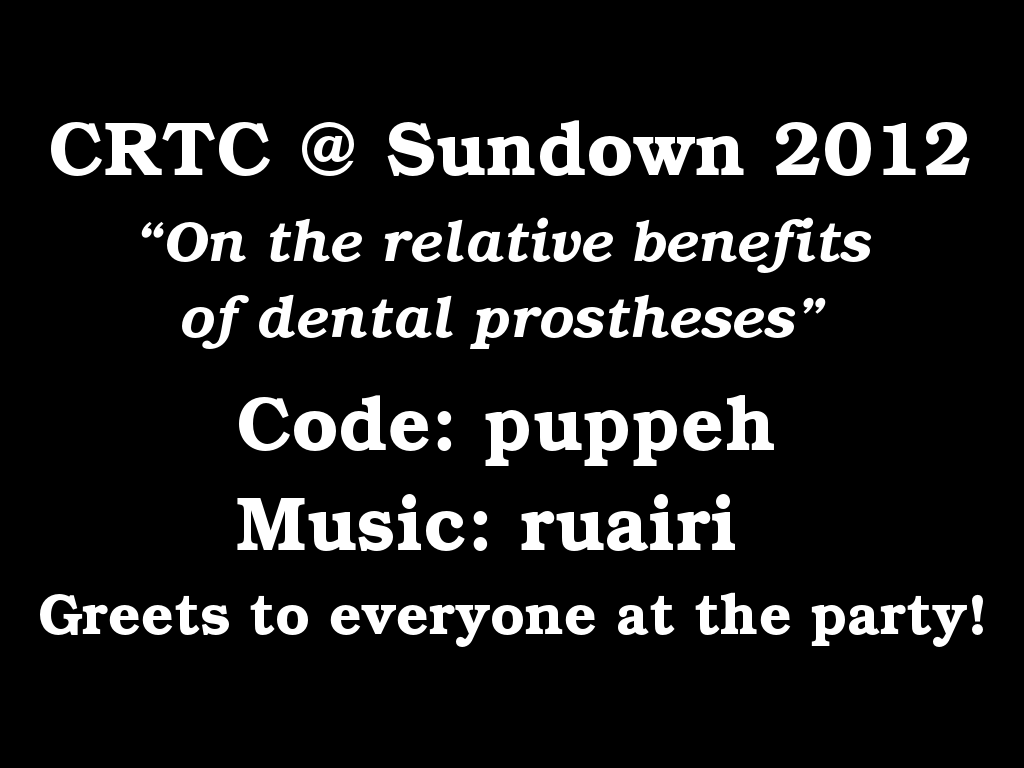 CRTC @ Sundown 2012
“On the relative benefits
of dental prostheses”
Code: puppeh
Music: ruairi
Greets to everyone at the party!